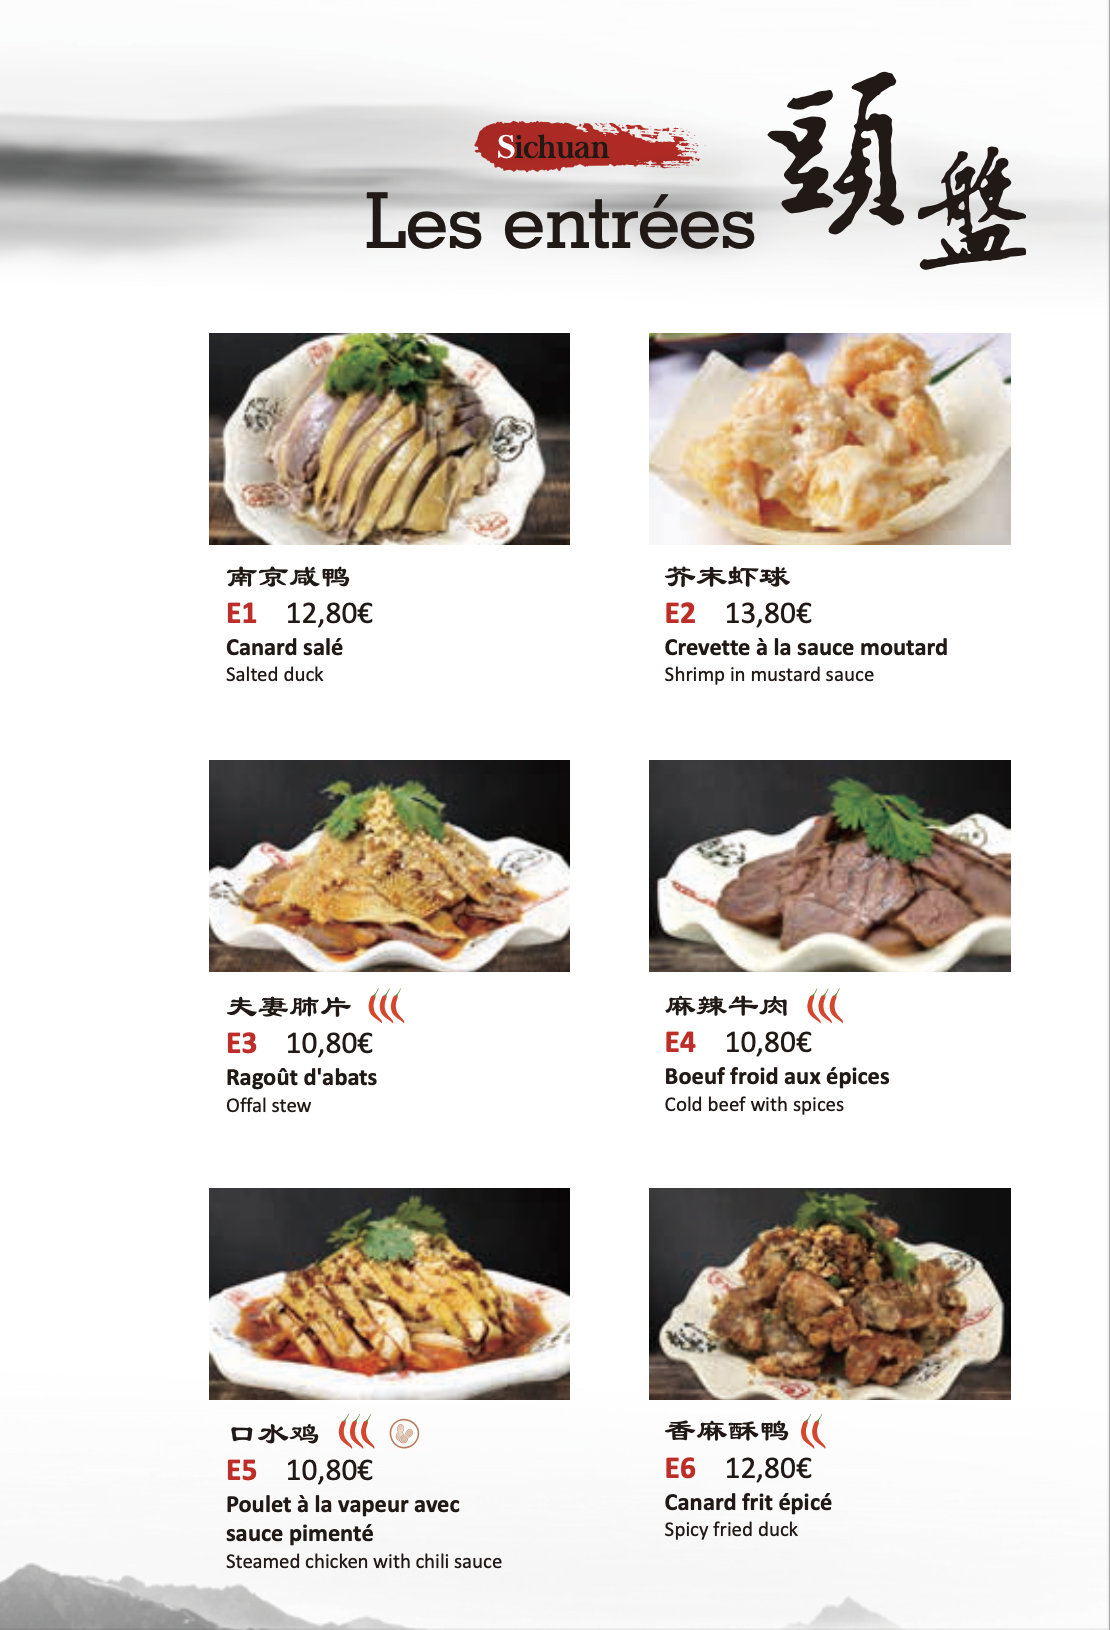 Sichuan
Les entrées
頭盤
南京咸鸭
E1 12,80€
Canard salé
Salted duck
芥末虾球
E2 13,80€
Crevette à la sauce moutard
Shrimp in mustard sauce
夫妻肺片
E3 10,80€
Ragoût d'abats
Offal stew
麻辣牛肉
E4 10,80€
Boeuf froid aux épices
Cold beef with spices
口水鸡
E5 10,80€
Poulet à la vapeur avec
sauce pimenté
Steamed chicken with chili sauce
香麻酥鸭
E6 12,80€
Canard frit épicé
Spicy fried duck